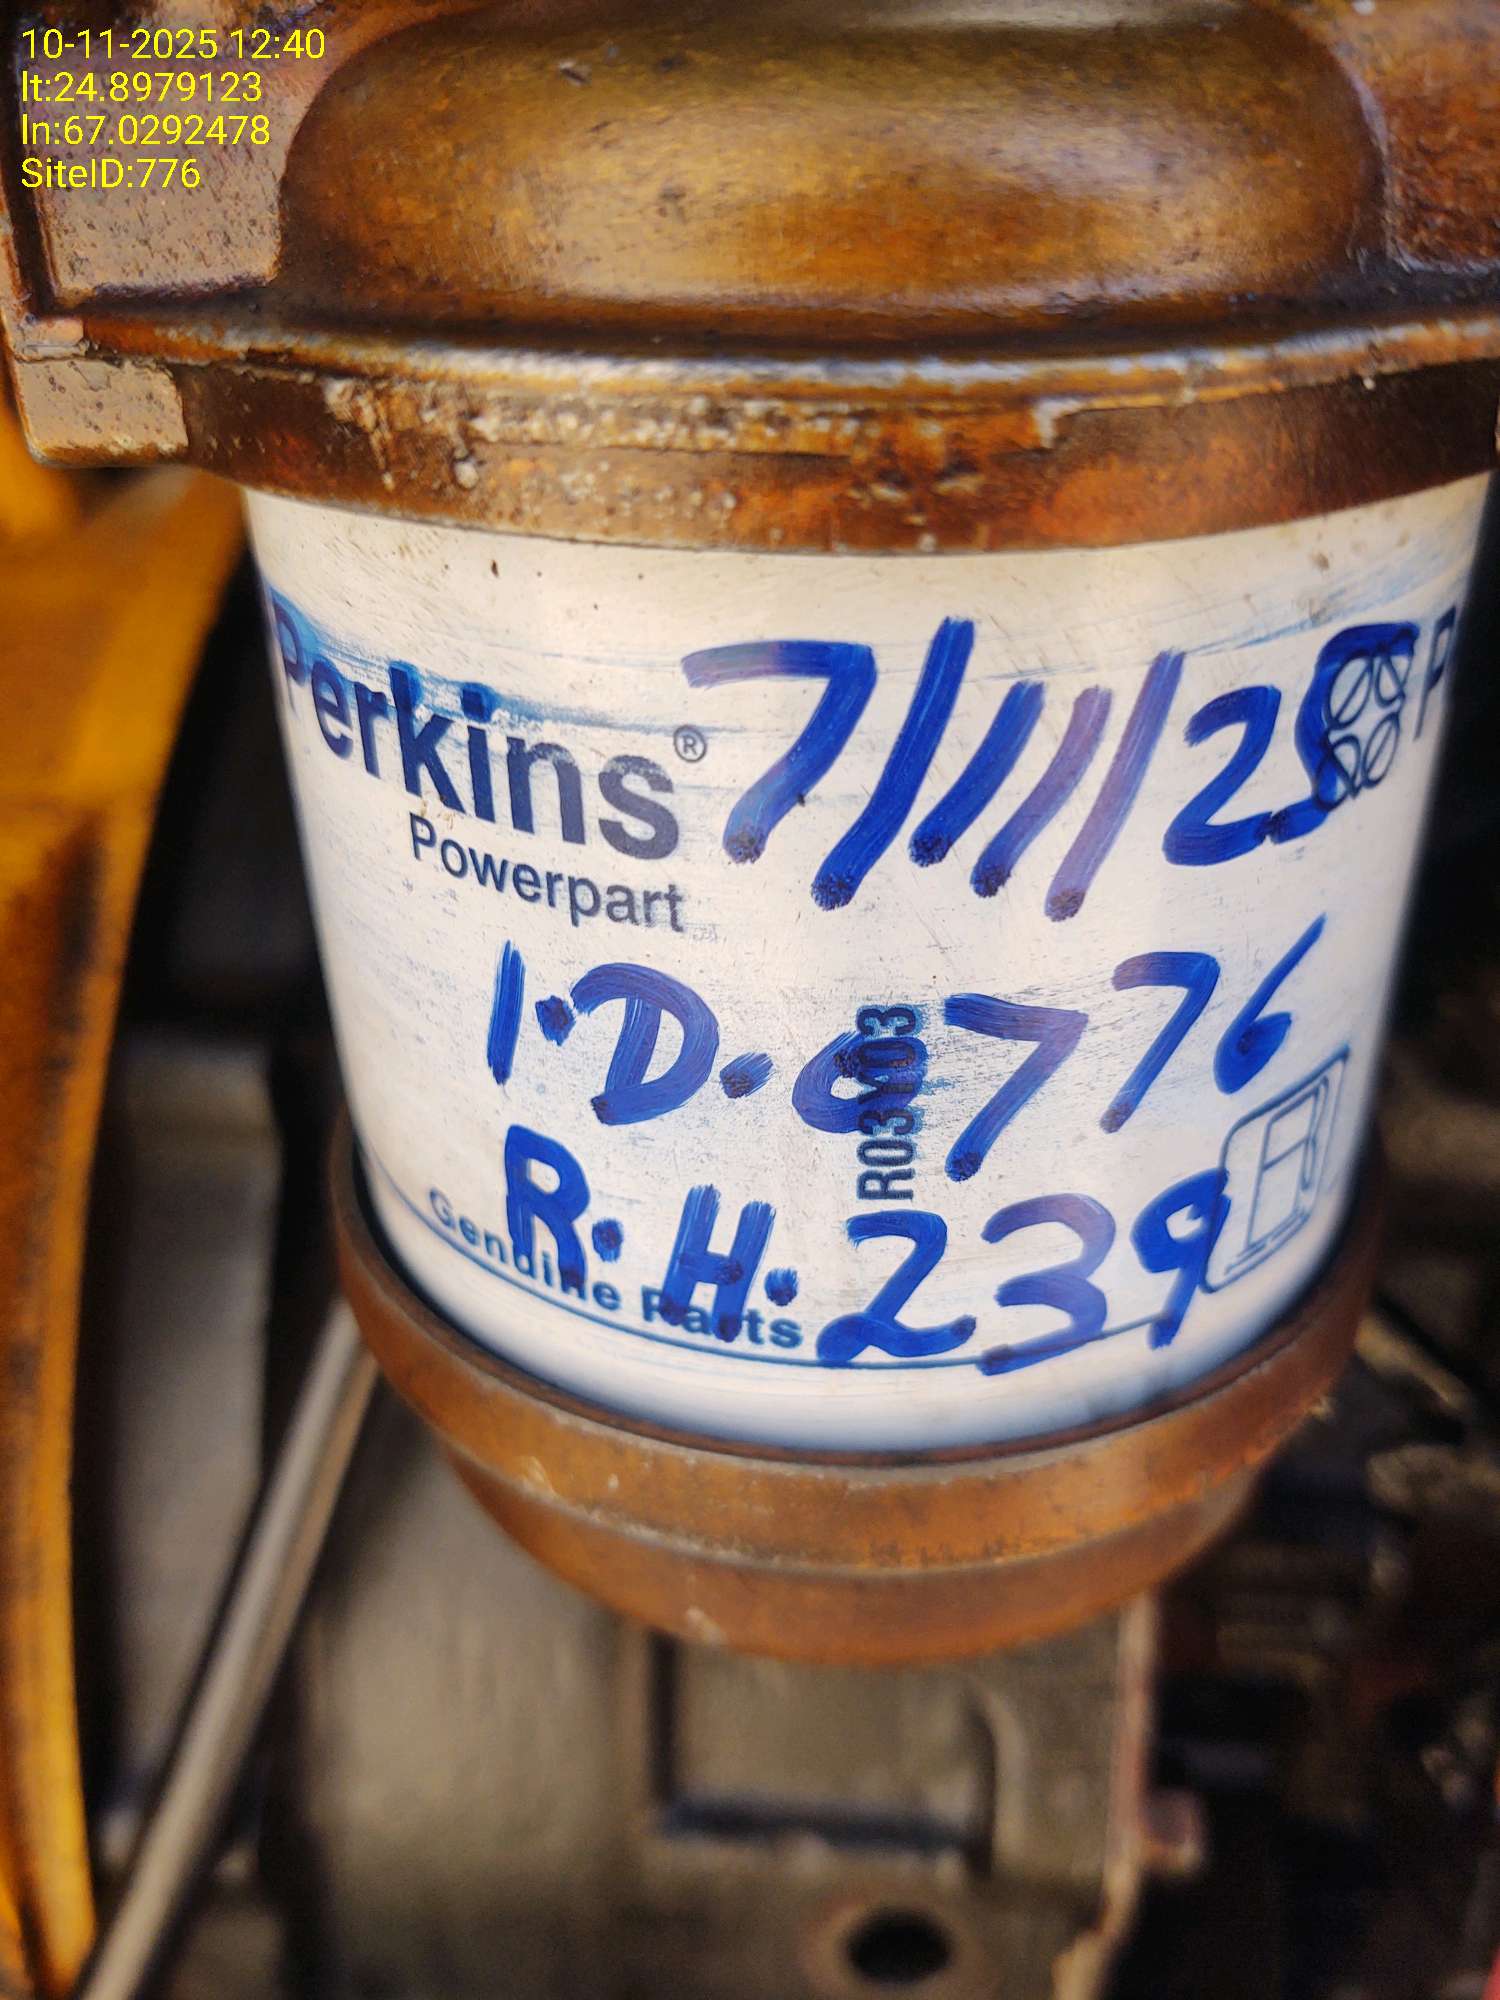 10-11-2025 12:40
lt:24.8979123
ln:67.0292478
SiteID:776
Perkins®
Powerpart
7/11/25
I.D. 0776
R03Y03
R.H. 239
Genuine Parts